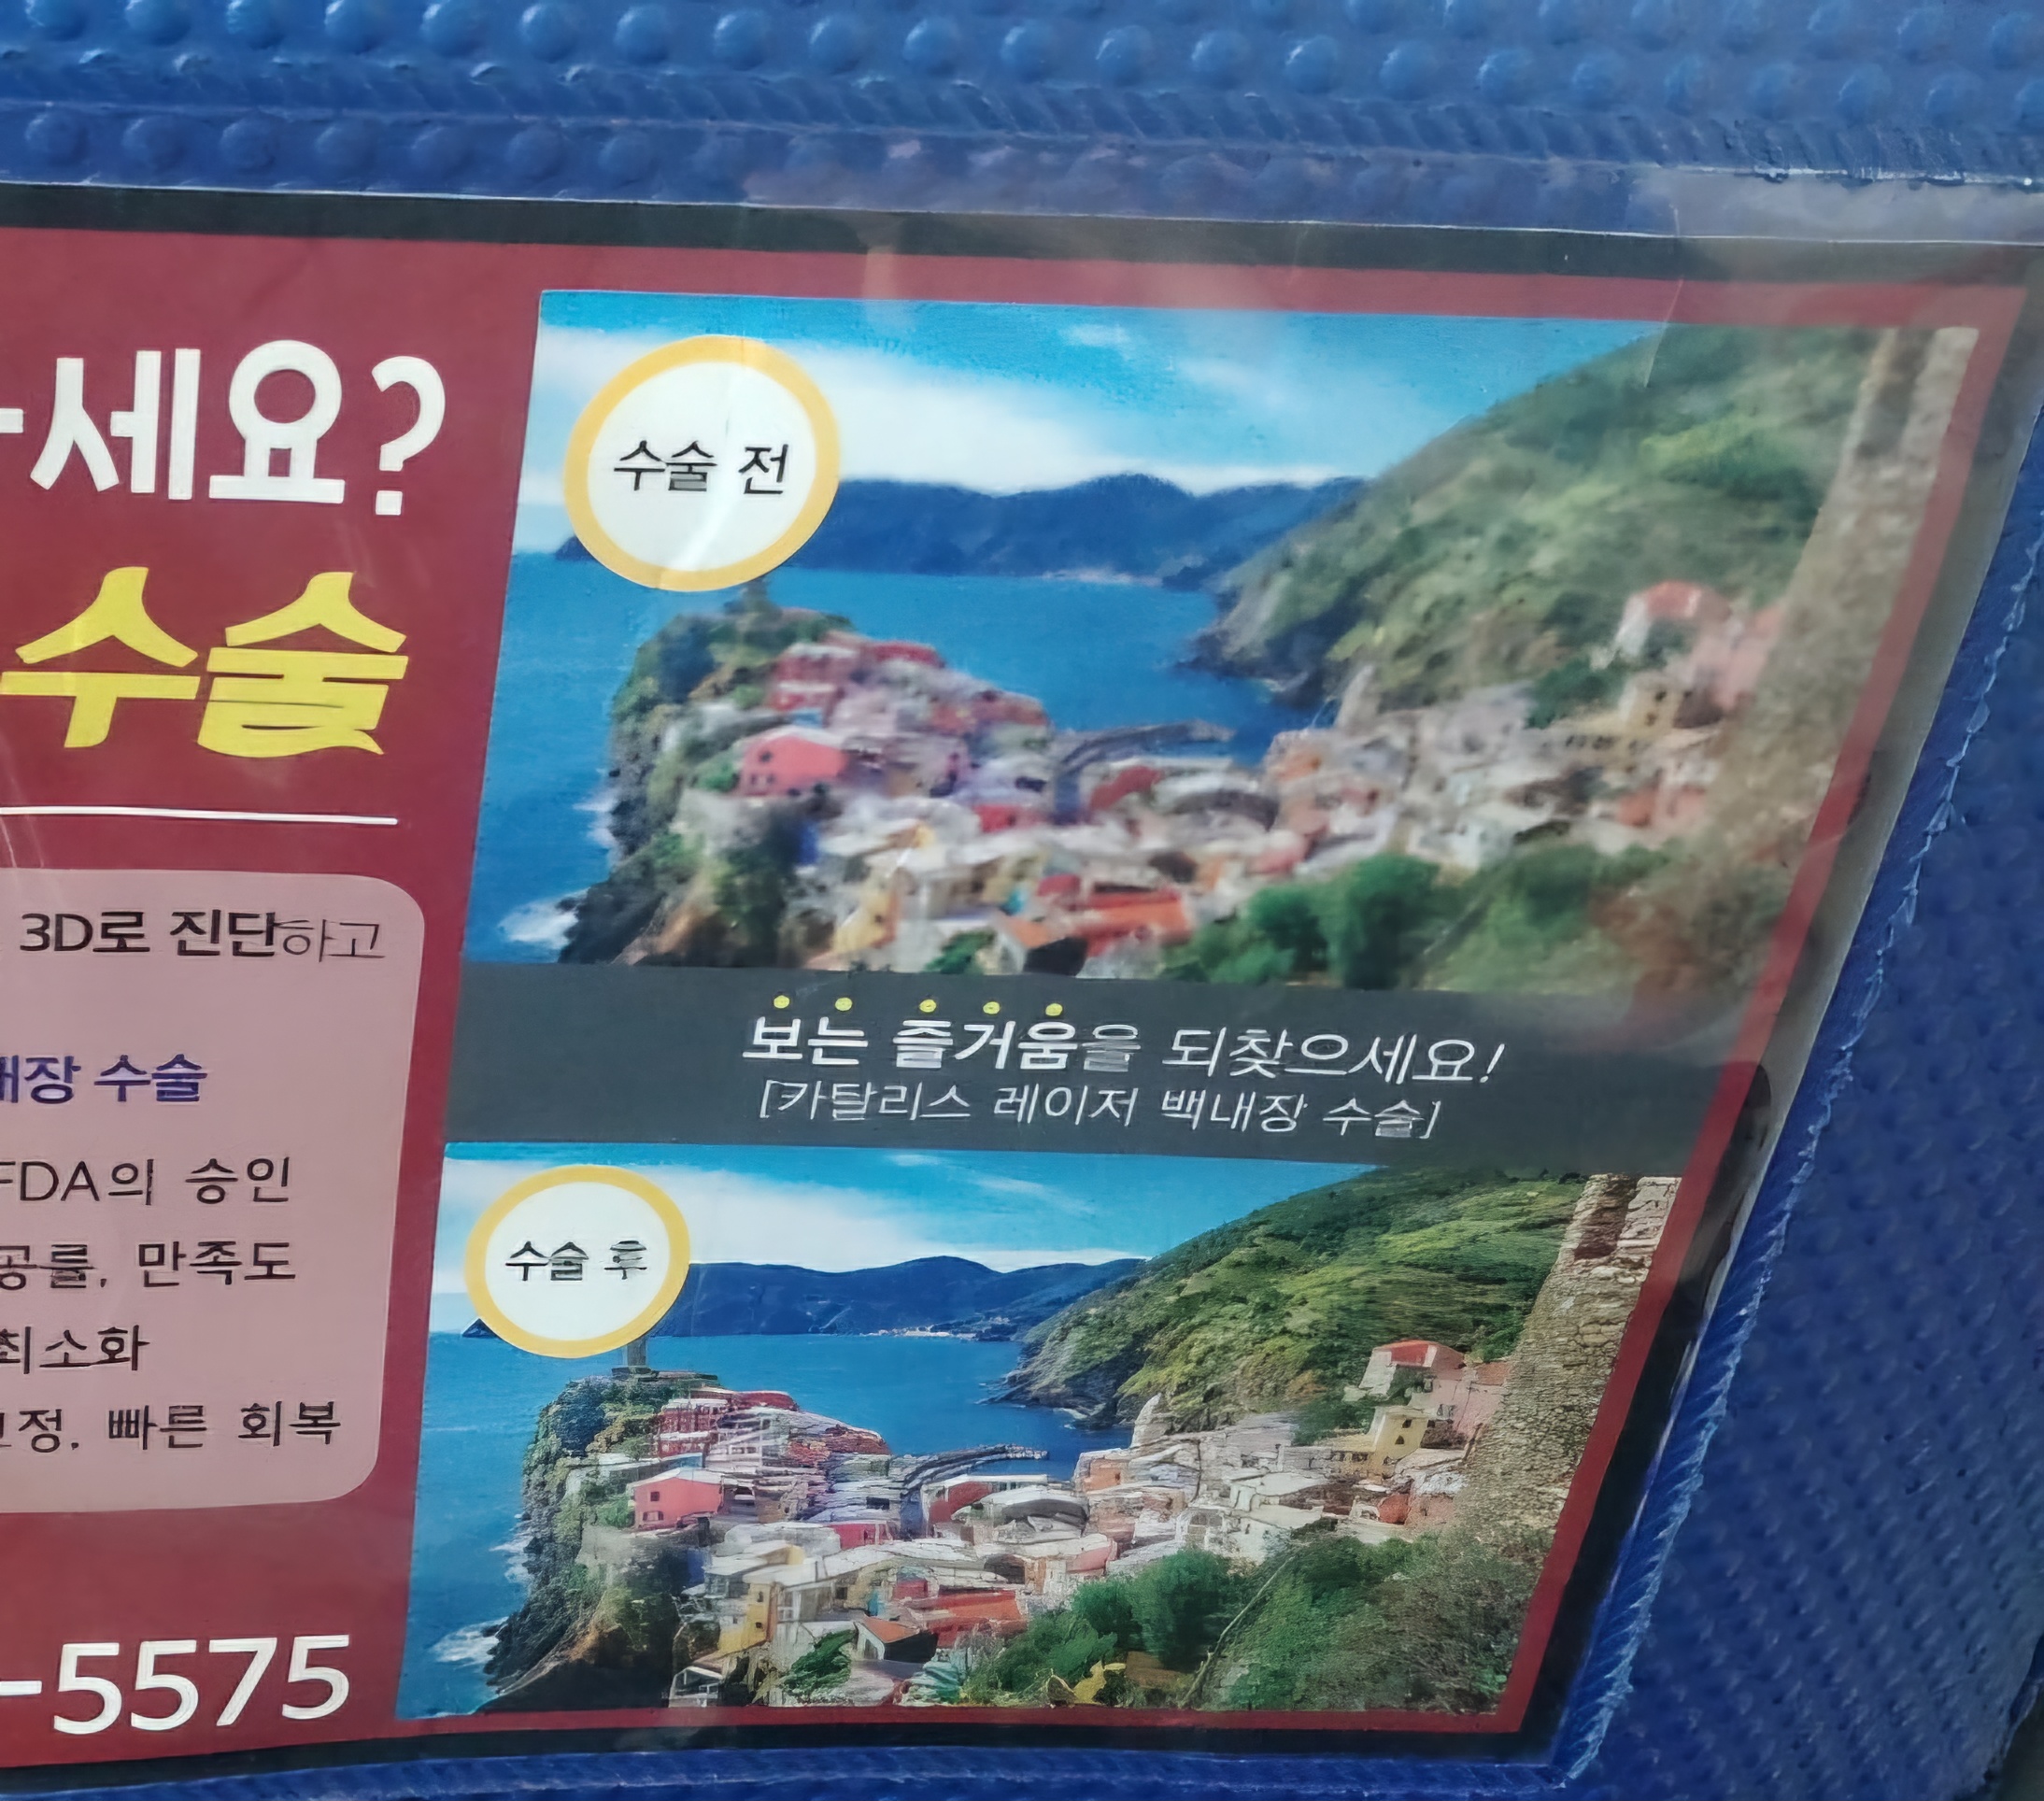 세요?
수술
3D로 진단하고
장 수술
FDA의 승인
률, 만족도
최소화
정, 빠른 회복
-5575
수술 전
보는 즐거움을 되찾으세요!
[카탈리스 레이저 백내장 수술]
수술 후